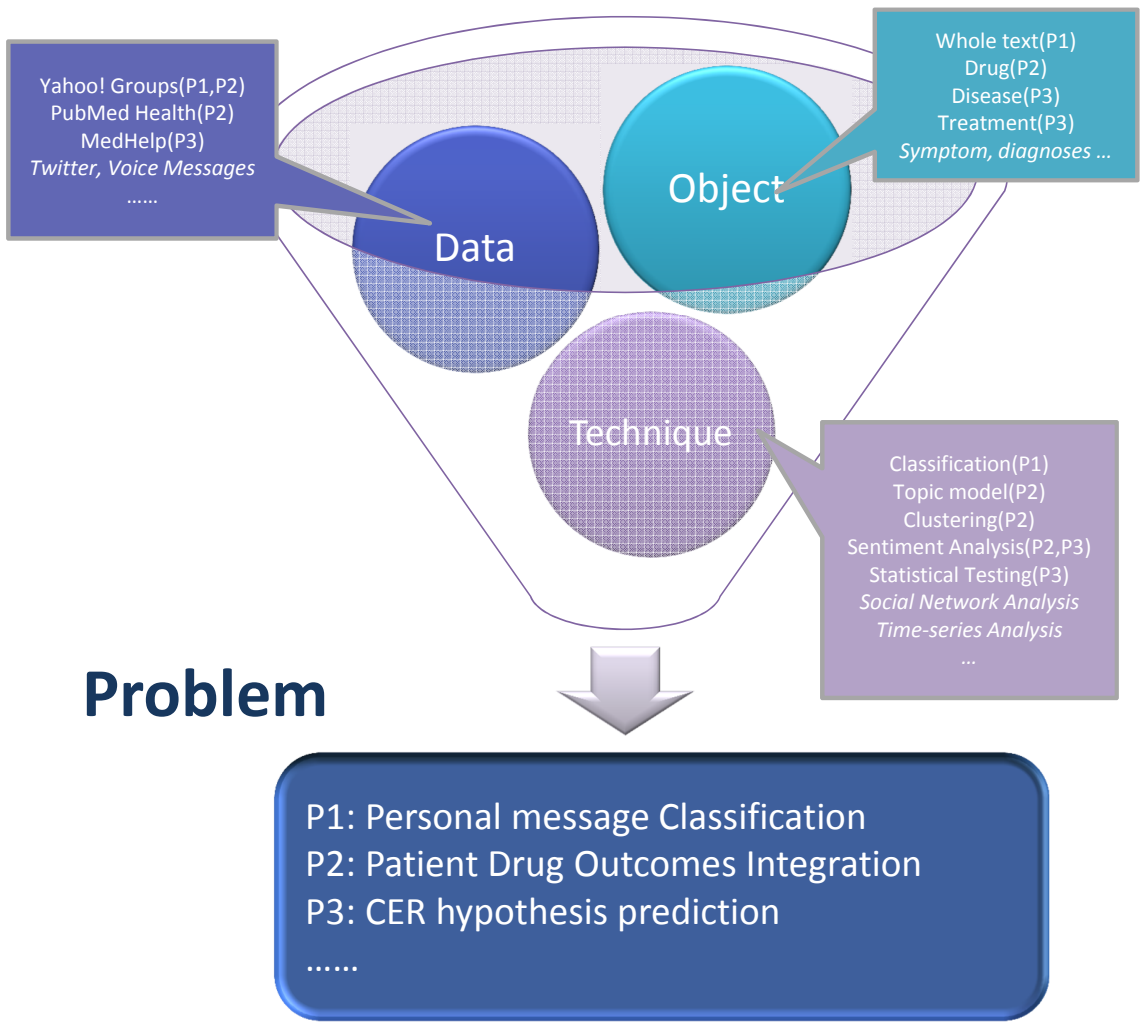 Yahoo! Groups(P1,P2)
PubMed Health(P2)
MedHelp(P3)
Twitter, Voice Messages
……
Whole text(P1)
Drug(P2)
Disease(P3)
Treatment(P3)
Symptom, diagnoses …
Object
Data
Technique
Classification(P1)
Topic model(P2)
Clustering(P2)
Sentiment Analysis(P2,P3)
Statistical Testing(P3)
Social Network Analysis
Time-series Analysis
…
Problem
P1: Personal message Classification
P2: Patient Drug Outcomes Integration
P3: CER hypothesis prediction
……